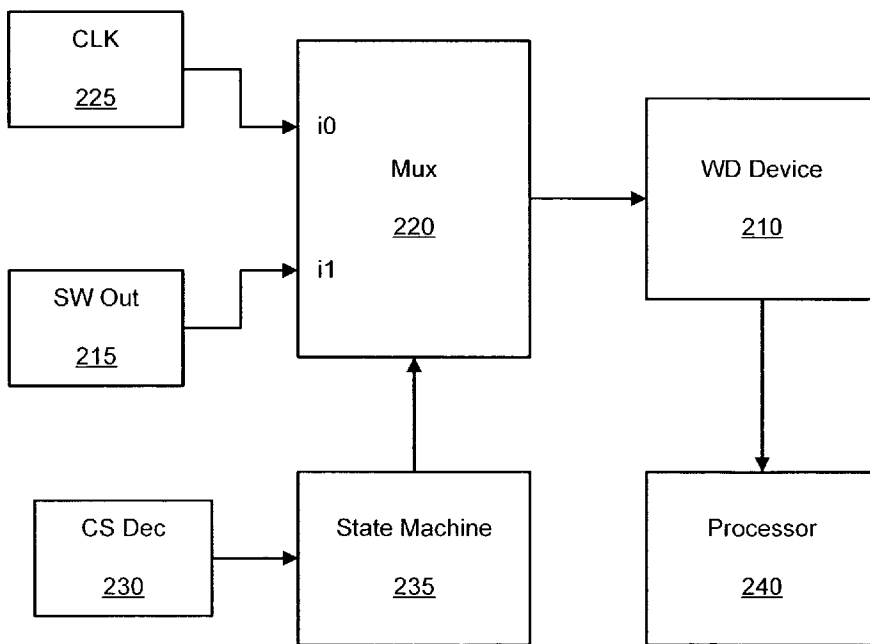 CLK
225
i0
Mux
220
i1
WD Device
210
SW Out
215
CS Dec
230
State Machine
235
Processor
240